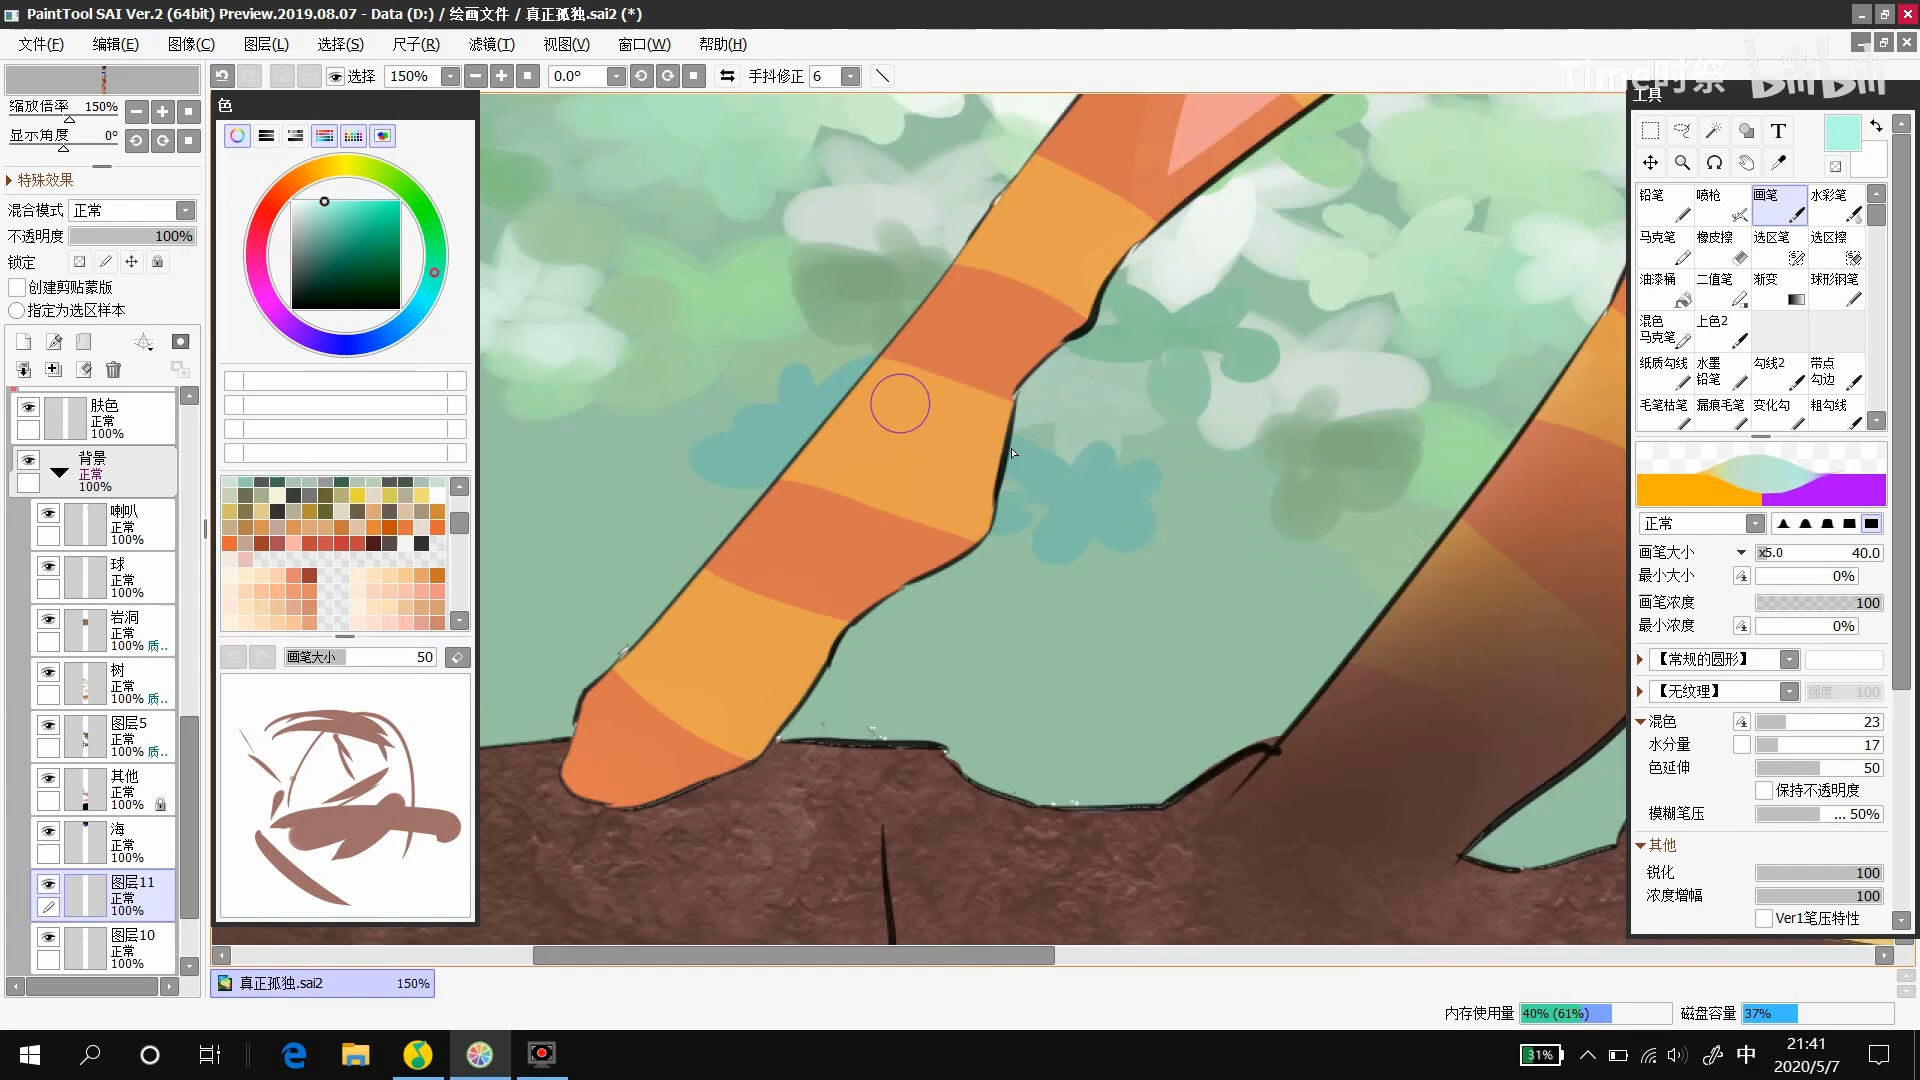 PaintTool SAI Ver.2 (64bit) Preview.2019.08.07 - Data (D:) / 绘画文件 / 真正孤独.sai2 (*)
文件(F) 编辑(E) 图像(C) 图层(L) 选择(S) 尺子(R) 滤镜(T) 视图(V) 窗口(W) 帮助(H)
选择 150% 0.0° 手抖修正 6
Time时祭 bilibili
缩放倍率 150%
显示角度 0°
特殊效果
混合模式 正常
不透明度 100%
锁定
创建剪贴蒙版
指定为选区样本
肤色
正常
100%
背景
正常
100%
喇叭
正常
100%
球
正常
100%
岩洞
正常
100% 质..
树
正常
100% 质..
图层5
正常
100% 质..
其他
正常
100%
海
正常
100%
图层11
正常
100%
图层10
正常
100%
色
画笔大小 50
工具
T
铅笔 喷枪 画笔 水彩笔
马克笔 橡皮擦 选区笔 选区擦
油漆桶 二值笔 渐变 球形钢笔
混色 上色2
马克笔
纸质勾线 水墨 勾线2 带点
铅笔 勾边
毛笔枯笔 漏痕毛笔 变化勾 粗勾线
正常
画笔大小 x5.0 40.0
最小大小 0%
画笔浓度 100
最小浓度 0%
【常规的圆形】
【无纹理】 强度 100
混色 23
水分量 17
色延伸 50
保持不透明度
模糊笔压 ... 50%
其他
锐化 100
浓度增幅 100
Ver1笔压特性
真正孤独.sai2 150%
内存使用量 40% (61%) 磁盘容量 37%
31% 中 21:41
2020/5/7